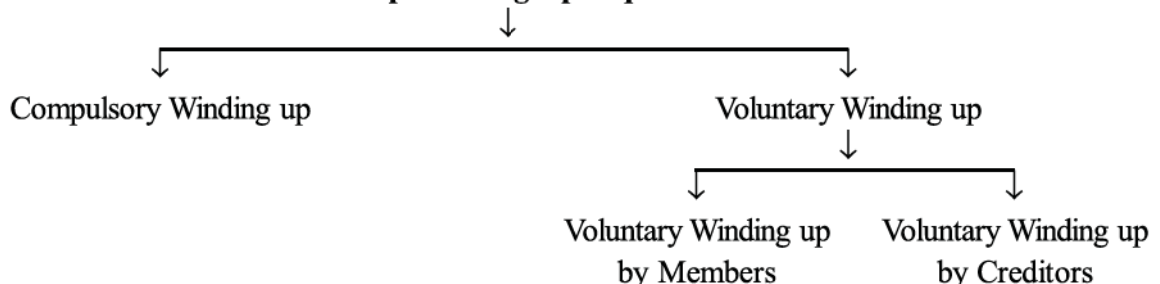 Compulsory Winding up
Voluntary Winding up
Voluntary Winding up
by Members
Voluntary Winding up
by Creditors